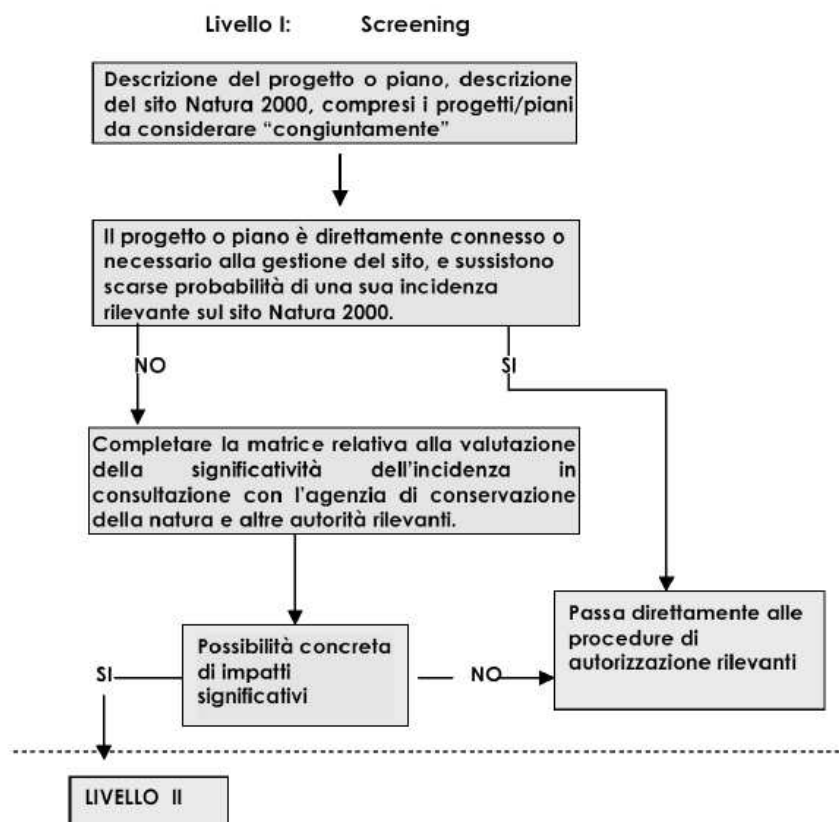 Livello I: Screening
Descrizione del progetto o piano, descrizione
del sito Natura 2000, compresi i progetti/piani
da considerare “congiuntamente”
Il progetto o piano è direttamente connesso o
necessario alla gestione del sito, e sussistono
scarse probabilità di una sua incidenza
rilevante sul sito Natura 2000.
NO
SI
Completare la matrice relativa alla valutazione
della significatività dell’incidenza in
consultazione con l’agenzia di conservazione
della natura e altre autorità rilevanti.
Passa direttamente alle
procedure di
autorizzazione rilevanti
Possibilità concreta
di impatti
significativi
SI
NO
LIVELLO II